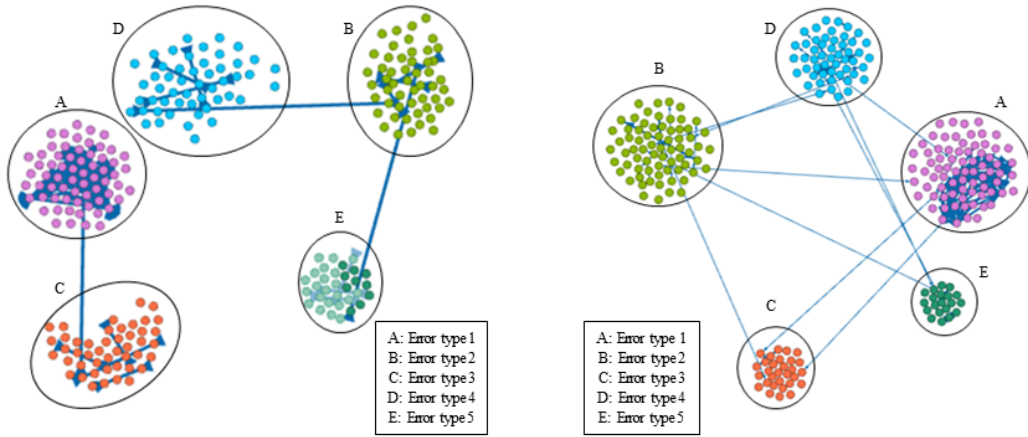 D
B
A
E
C
A: Error type 1
B: Error type 2
C: Error type 3
D: Error type 4
E: Error type 5
D
B
A
E
C
A: Error type 1
B: Error type 2
C: Error type 3
D: Error type 4
E: Error type 5